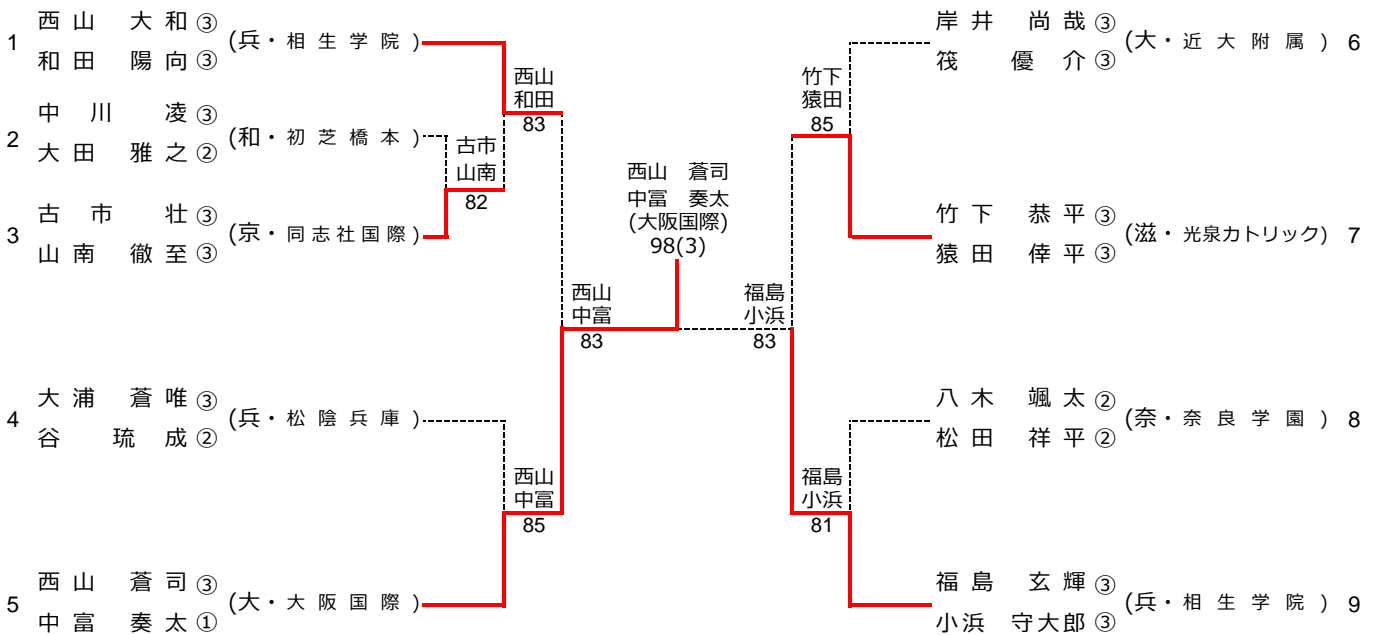 1
西山 大和 ③
和田 陽向 ③
(兵・相生学院)
2
中川 凌 ③
大田 雅之 ②
(和・初芝橋本)
3
古市 壮 ③
山南 徹至 ③
(京・同志社国際)
4
大浦 蒼唯 ③
谷 琉成 ②
(兵・松陰兵庫)
5
西山 蒼司 ③
中富 奏太 ①
(大・大阪国際)
古市
山南
82
西山
和田
83
西山
中冨
85
西山
中富
83
西山 蒼司
中冨 奏太
(大阪国際)
98(3)
福島
小浜
83
竹下
猿田
85
福島
小浜
81
岸井 尚哉 ③
筏 優介 ③
(大・近大附属)
6
竹下 恭平 ③
猿田 倖平 ③
(滋・光泉カトリック)
7
八木 颯太 ②
松田 祥平 ②
(奈・奈良学園)
8
福島 玄輝 ③
小浜 守大郎 ③
(兵・相生学院)
9